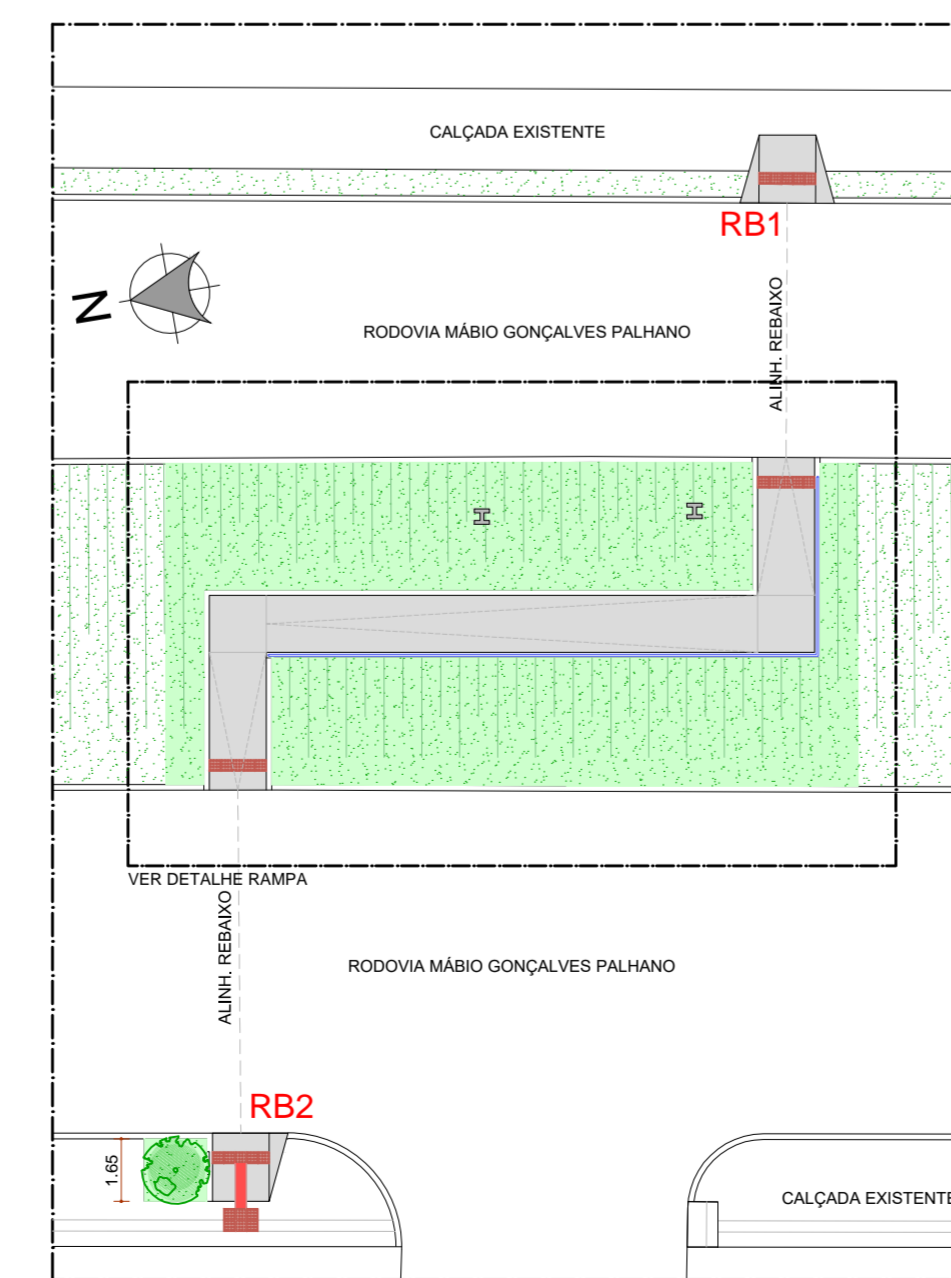 CALÇADA EXISTENTE
RB1
N
ALINH. REBAIXO
RODOVIA MÁBIO GONÇALVES PALHANO
VER DETALHE RAMPA
ALINH. REBAIXO
RODOVIA MÁBIO GONÇALVES PALHANO
RB2
1.65
CALÇADA EXISTENTE